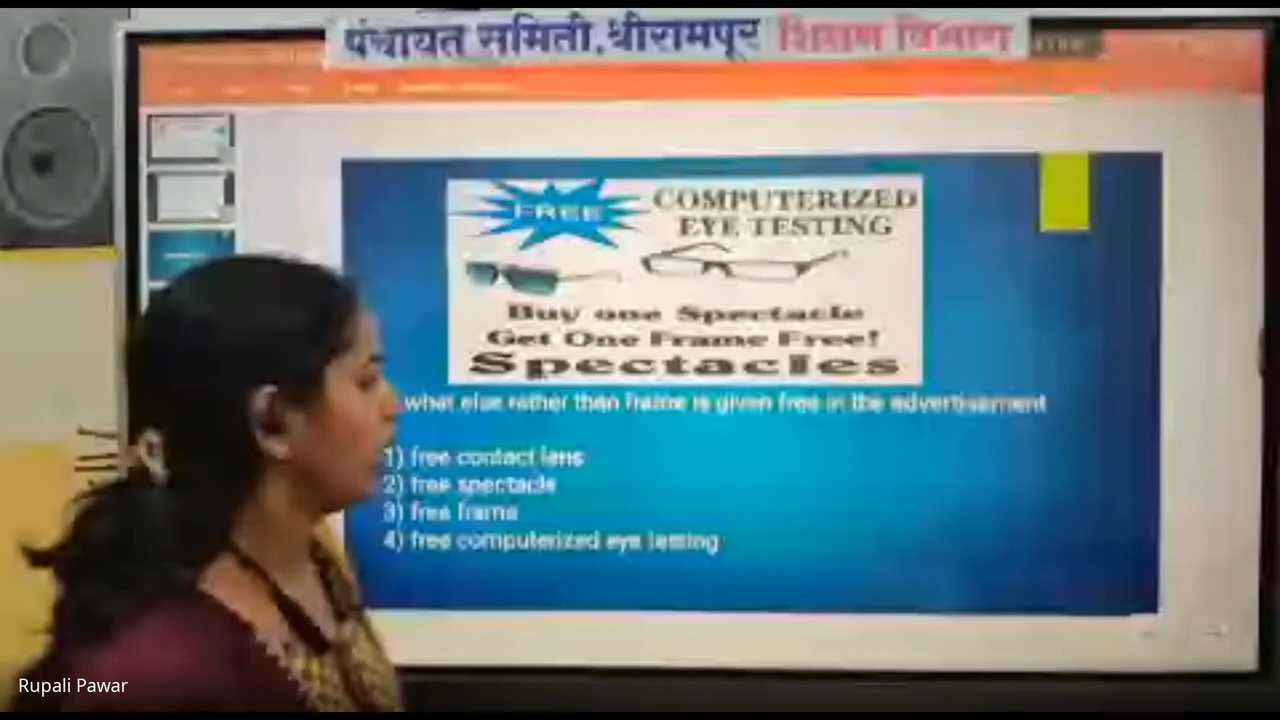 पंचायत समिती,श्रीरामपूर शिक्षण विभाग
FREE
COMPUTERIZED
EYE TESTING
Buy one Spectacle
Get One Frame Free!
Spectacles
what else rather than frame is given free in the advertisement
1) free contact lens
2) free spectacle
3) free frame
4) free computerized eye testing
Rupali Pawar